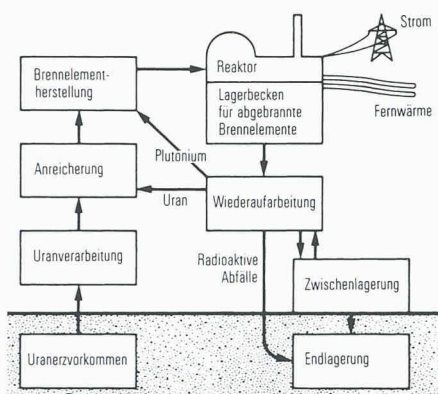 Strom
Reaktor
Brennelement-
herstellung
Lagerbecken
für abgebrannte
Brennelemente
Fernwärme
Plutonium
Anreicherung
Uran
Wiederaufarbeitung
Uranverarbeitung
Radioaktive
Abfälle
Zwischenlagerung
Uranerzvorkommen
Endlagerung